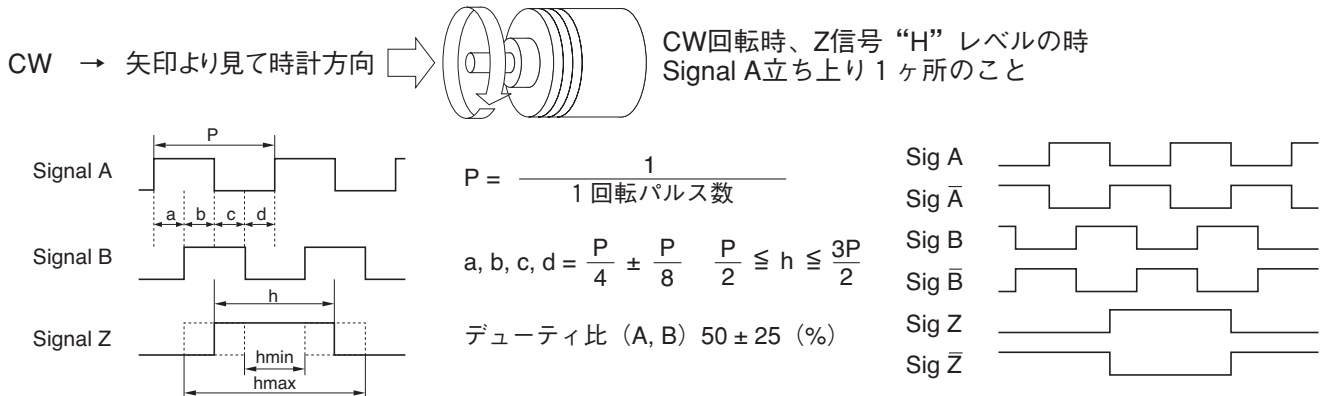 CW → 矢印より見て時計方向
CW回転時、Z信号“H”レベルの時
Signal A立ち上り1ヶ所のこと
P
Signal A
a b c d
Signal B
h
Signal Z
hmin
hmax
P = 1 / 1回転パルス数
a, b, c, d = P/4 ± P/8 P/2 ≦ h ≦ 3P/2
デューティ比（A, B）50 ± 25（%）
Sig A
Sig A̅
Sig B
Sig B̅
Sig Z
Sig Z̅